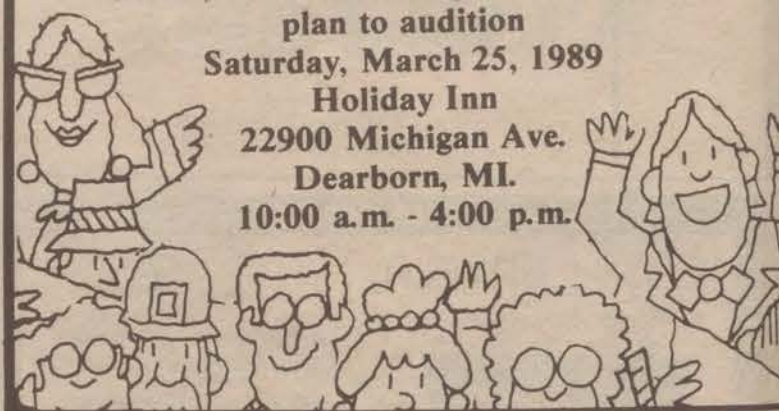 plan to audition
Saturday, March 25, 1989
Holiday Inn
22900 Michigan Ave.
Dearborn, MI.
10:00 a.m. - 4:00 p.m.